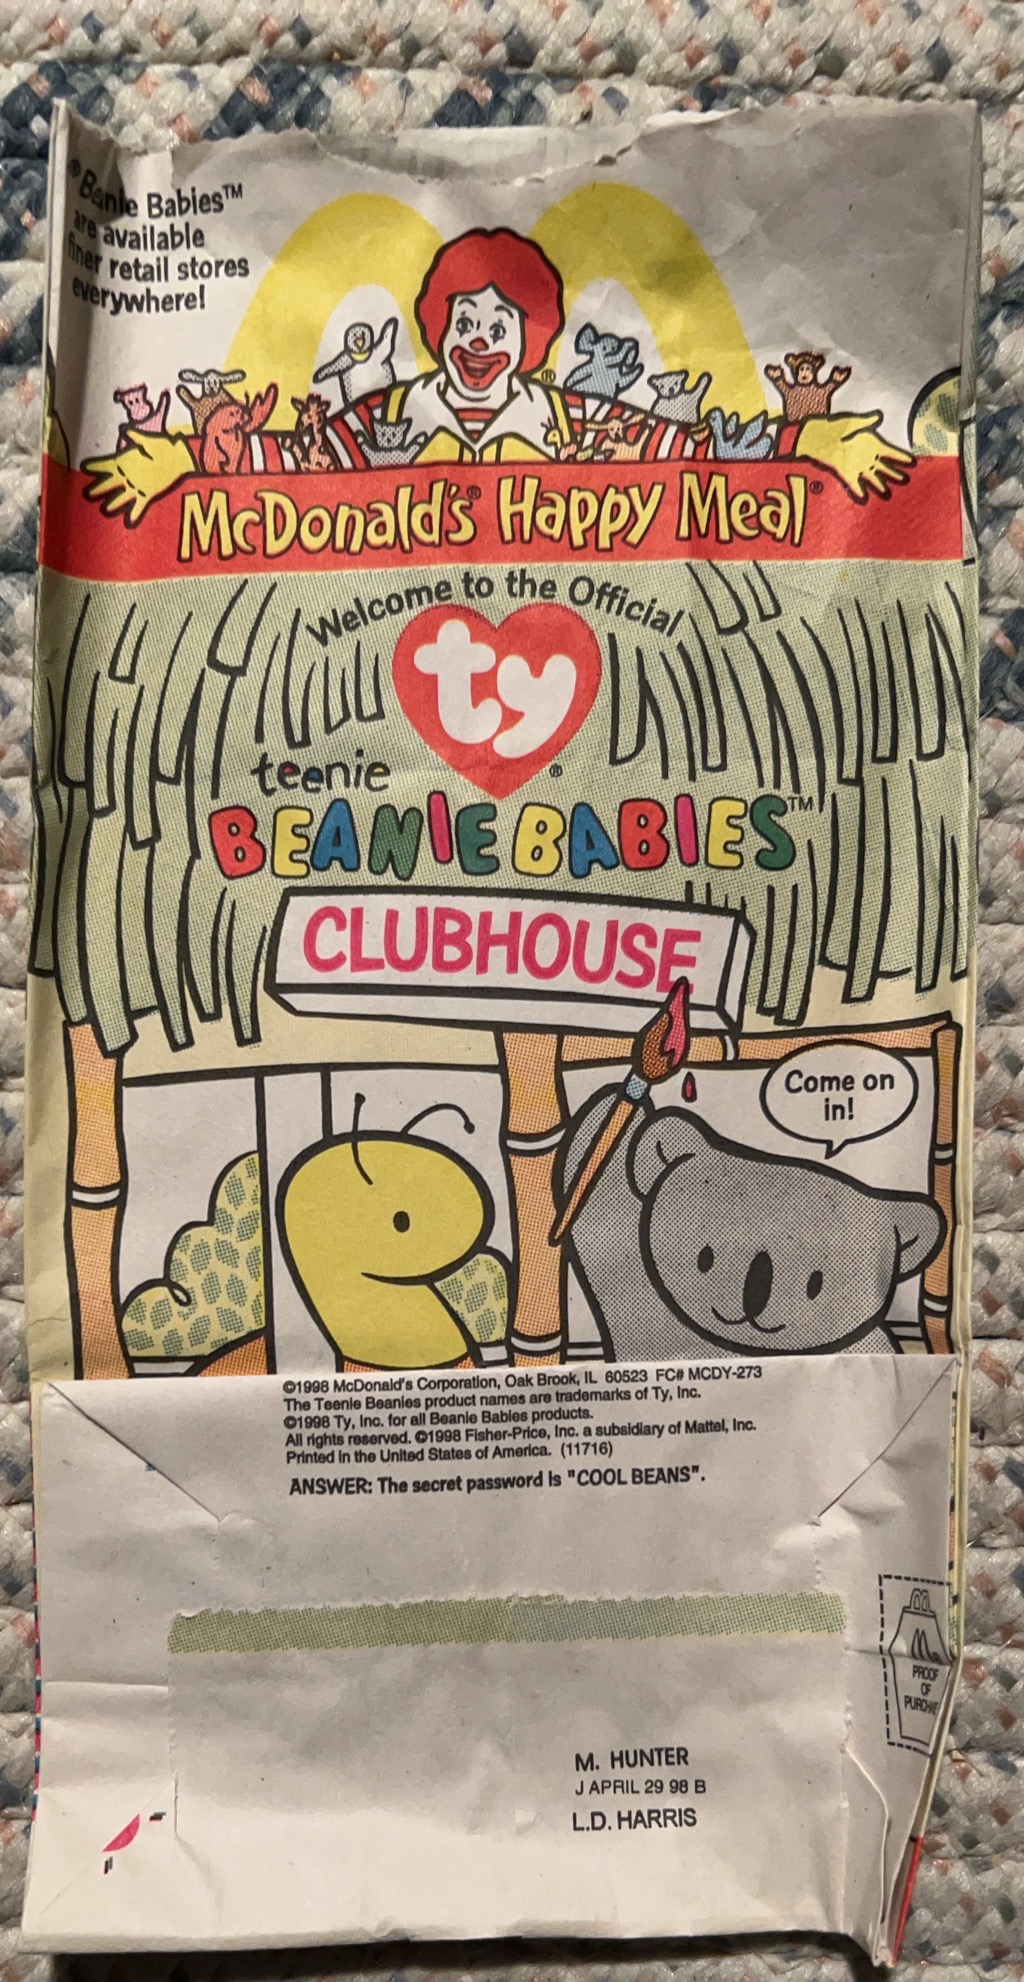 ®Beanie Babies™
are available
finer retail stores
everywhere!
McDonald's® Happy Meal®
Welcome to the Official
ty®
teenie
BEANIE BABIES™
CLUBHOUSE
Come on
in!
©1998 McDonald's Corporation, Oak Brook, IL 60523 FC# MCDY-273
The Teenie Beanies product names are trademarks of Ty, Inc.
©1998 Ty, Inc. for all Beanie Babies products.
All rights reserved. ©1998 Fisher-Price, Inc. a subsidiary of Mattel, Inc.
Printed in the United States of America. (11716)
ANSWER: The secret password is "COOL BEANS".
PROOF
OF
PURCHASE
M. HUNTER
J APRIL 29 98 B
L.D. HARRIS